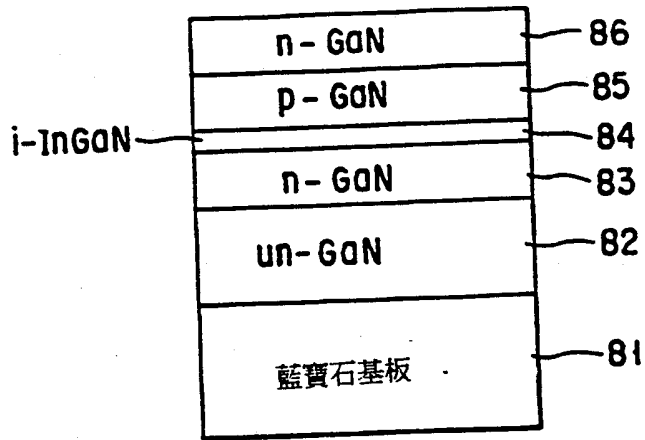 n-GaN 86
p-GaN 85
i-InGaN 84
n-GaN 83
un-GaN 82
藍寶石基板 81